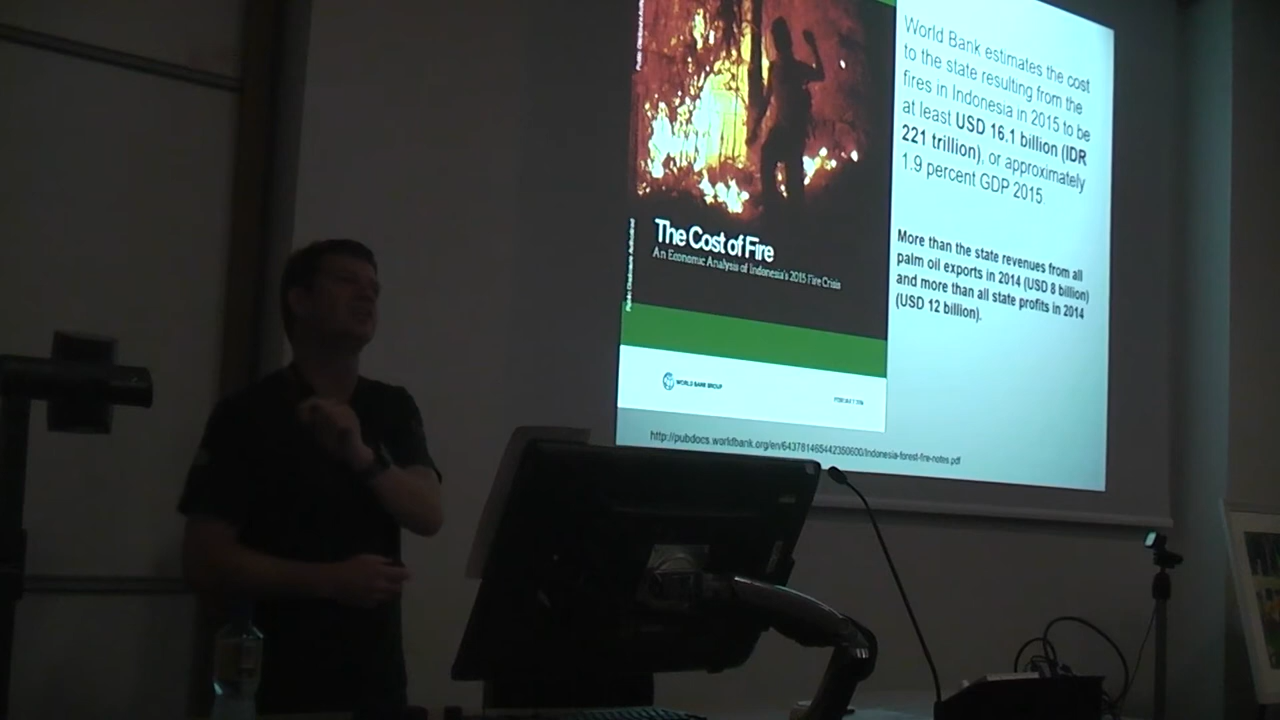 World Bank estimates the cost
to the state resulting from the
fires in Indonesia in 2015 to be
at least USD 16.1 billion (IDR
221 trillion), or approximately
1.9 percent GDP 2015.
More than the state revenues from all
palm oil exports in 2014 (USD 8 billion)
and more than all state profits in 2014
(USD 12 billion).
The Cost of Fire
An Economic Analysis of Indonesia's 2015 Fire Crisis
Public Disclosure Authorized
WORLD BANK GROUP
http://pubdocs.worldbank.org/en/643781465442350600/Indonesia-forest-fire-notes.pdf